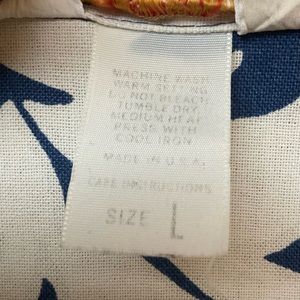 MACHINE WASH
WARM SETTING
DO NOT BLEACH
TUMBLE DRY
MEDIUM HEAT
PRESS WITH
COOL IRON
MADE IN U.S.A.
CARE INSTRUCTIONS
SIZE L